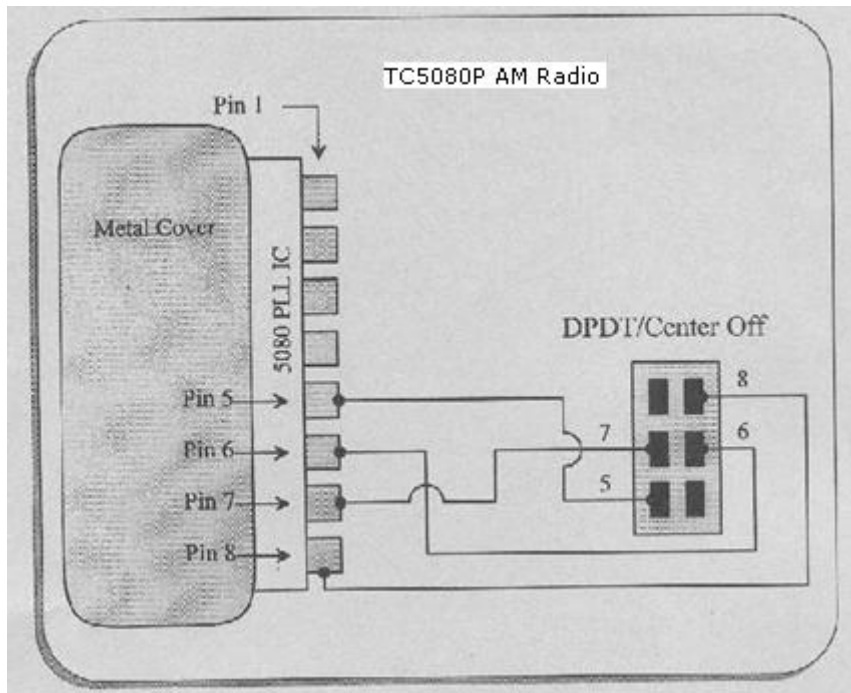 TC5080P AM Radio
Pin 1
Metal Cover
5080 PLL IC
DPDT/Center Off
Pin 5
8
Pin 6
7
6
Pin 7
5
Pin 8